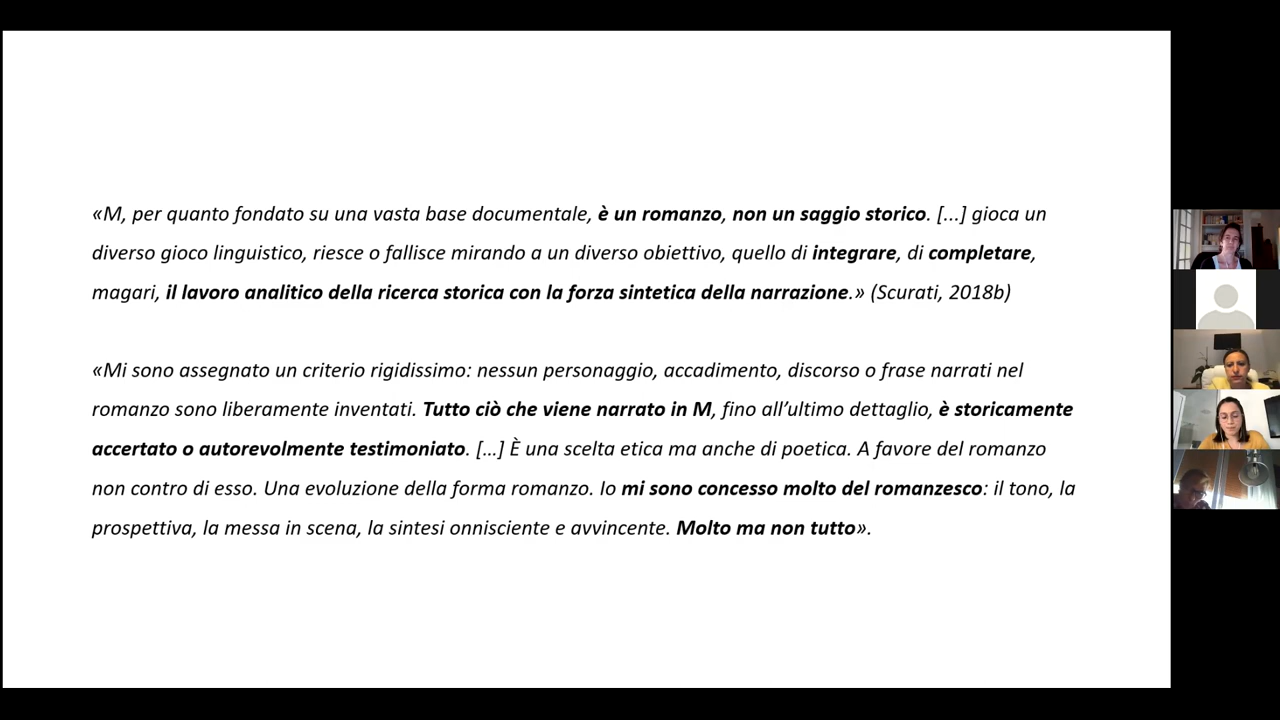 «M, per quanto fondato su una vasta base documentale, è un romanzo, non un saggio storico. [...] gioca un
diverso gioco linguistico, riesce o fallisce mirando a un diverso obiettivo, quello di integrare, di completare,
magari, il lavoro analitico della ricerca storica con la forza sintetica della narrazione.» (Scurati, 2018b)
«Mi sono assegnato un criterio rigidissimo: nessun personaggio, accadimento, discorso o frase narrati nel
romanzo sono liberamente inventati. Tutto ciò che viene narrato in M, fino all’ultimo dettaglio, è storicamente
accertato o autorevolmente testimoniato. [...] È una scelta etica ma anche di poetica. A favore del romanzo
non contro di esso. Una evoluzione della forma romanzo. Io mi sono concesso molto del romanzesco: il tono, la
prospettiva, la messa in scena, la sintesi onnisciente e avvincente. Molto ma non tutto».